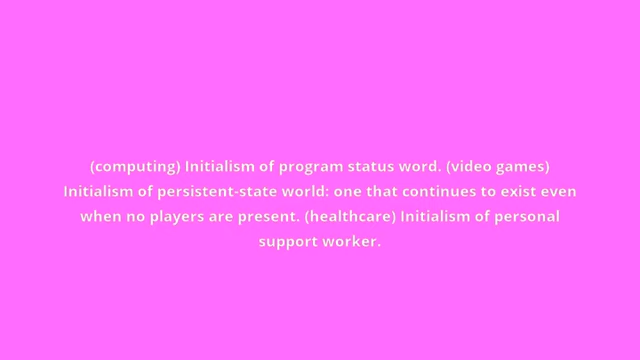 (computing) Initialism of program status word. (video games)
Initialism of persistent-state world: one that continues to exist even
when no players are present. (healthcare) Initialism of personal
support worker.